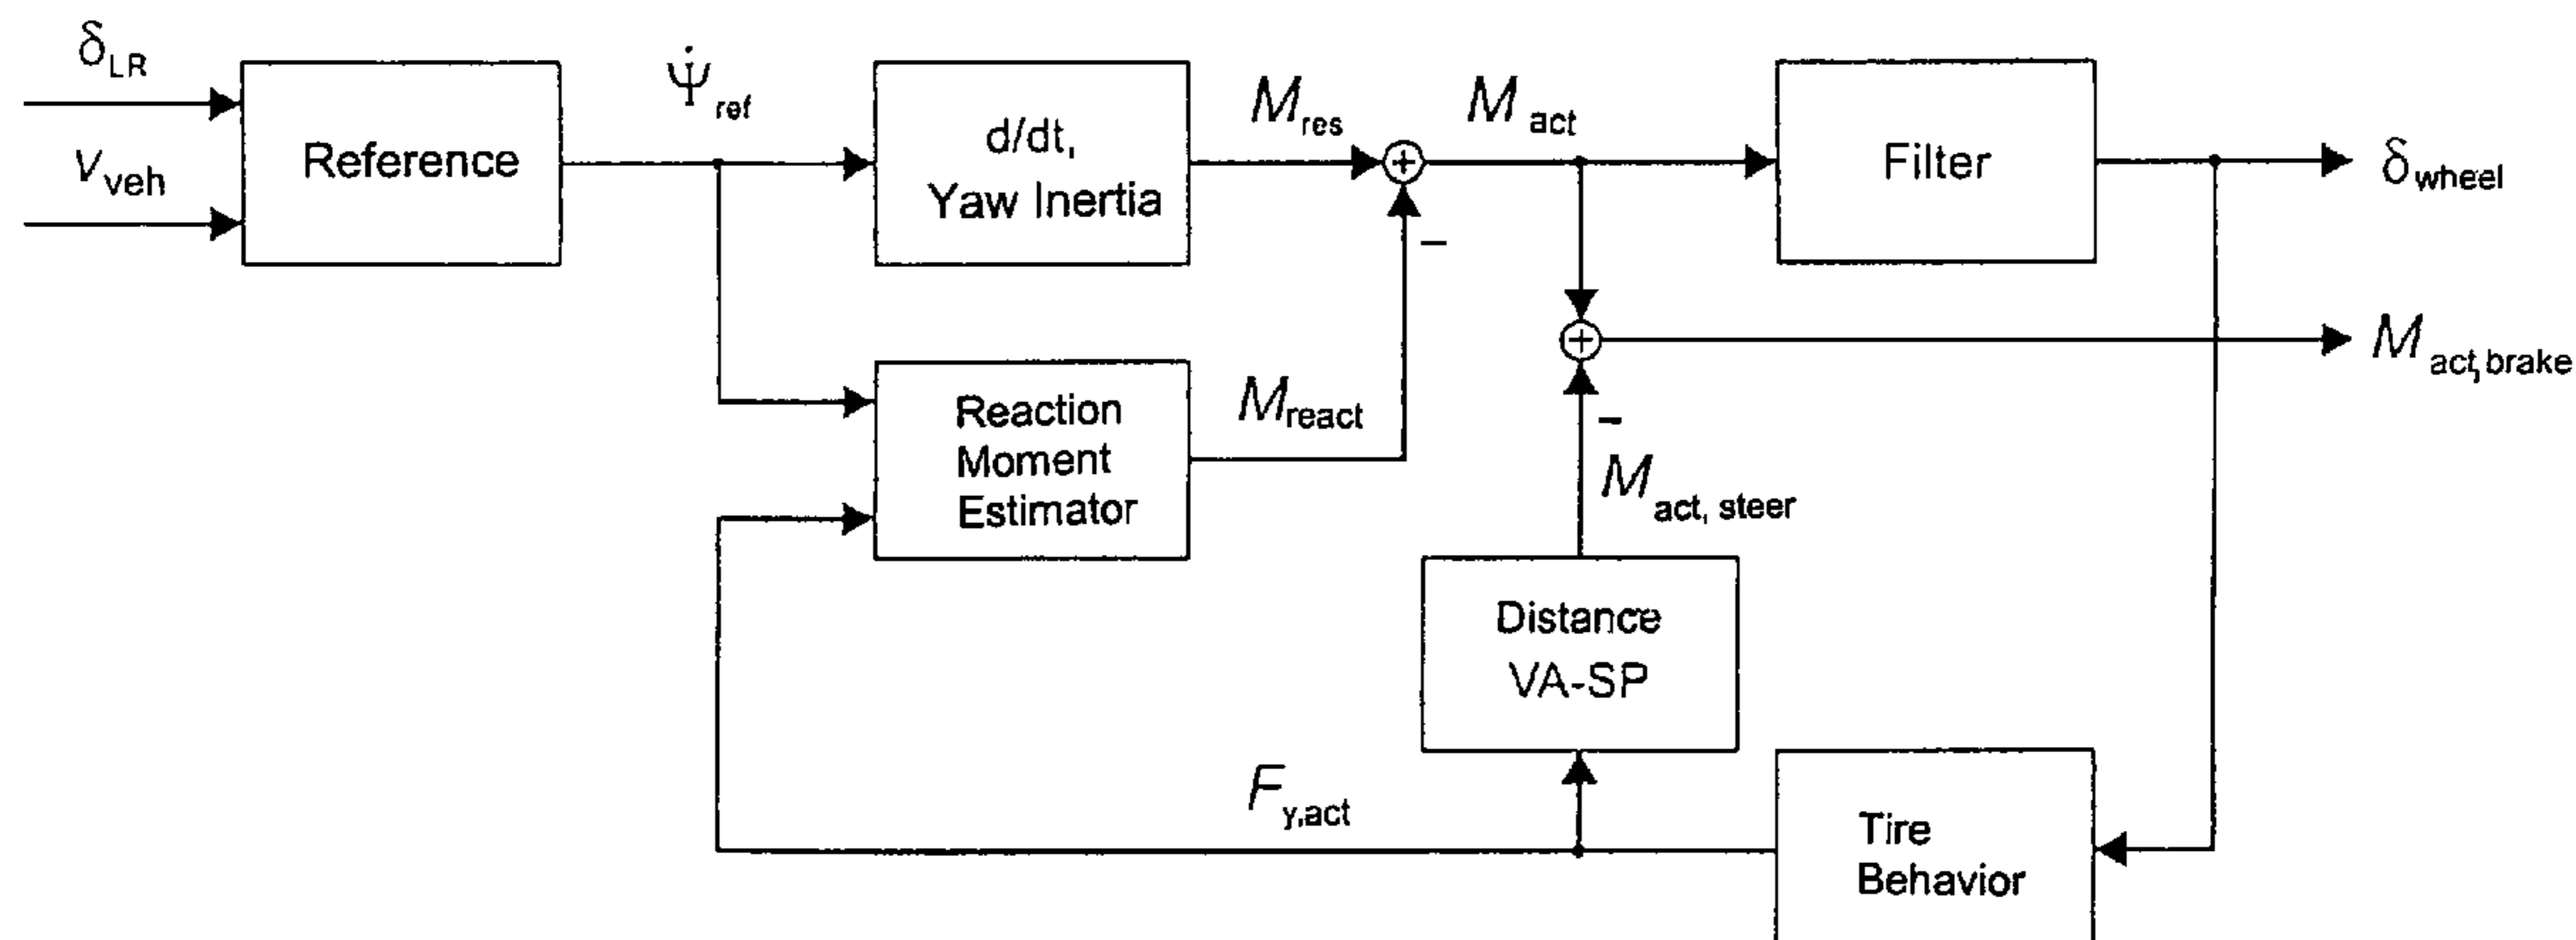 δLR
Vveh
Reference
Ψ̇ref
d/dt,
Yaw Inertia
Mres
+
Mact
Filter
δwheel
−
+
Mact,brake
Reaction
Moment
Estimator
Mreact
−
Mact, steer
Distance
VA-SP
Fy,act
Tire
Behavior